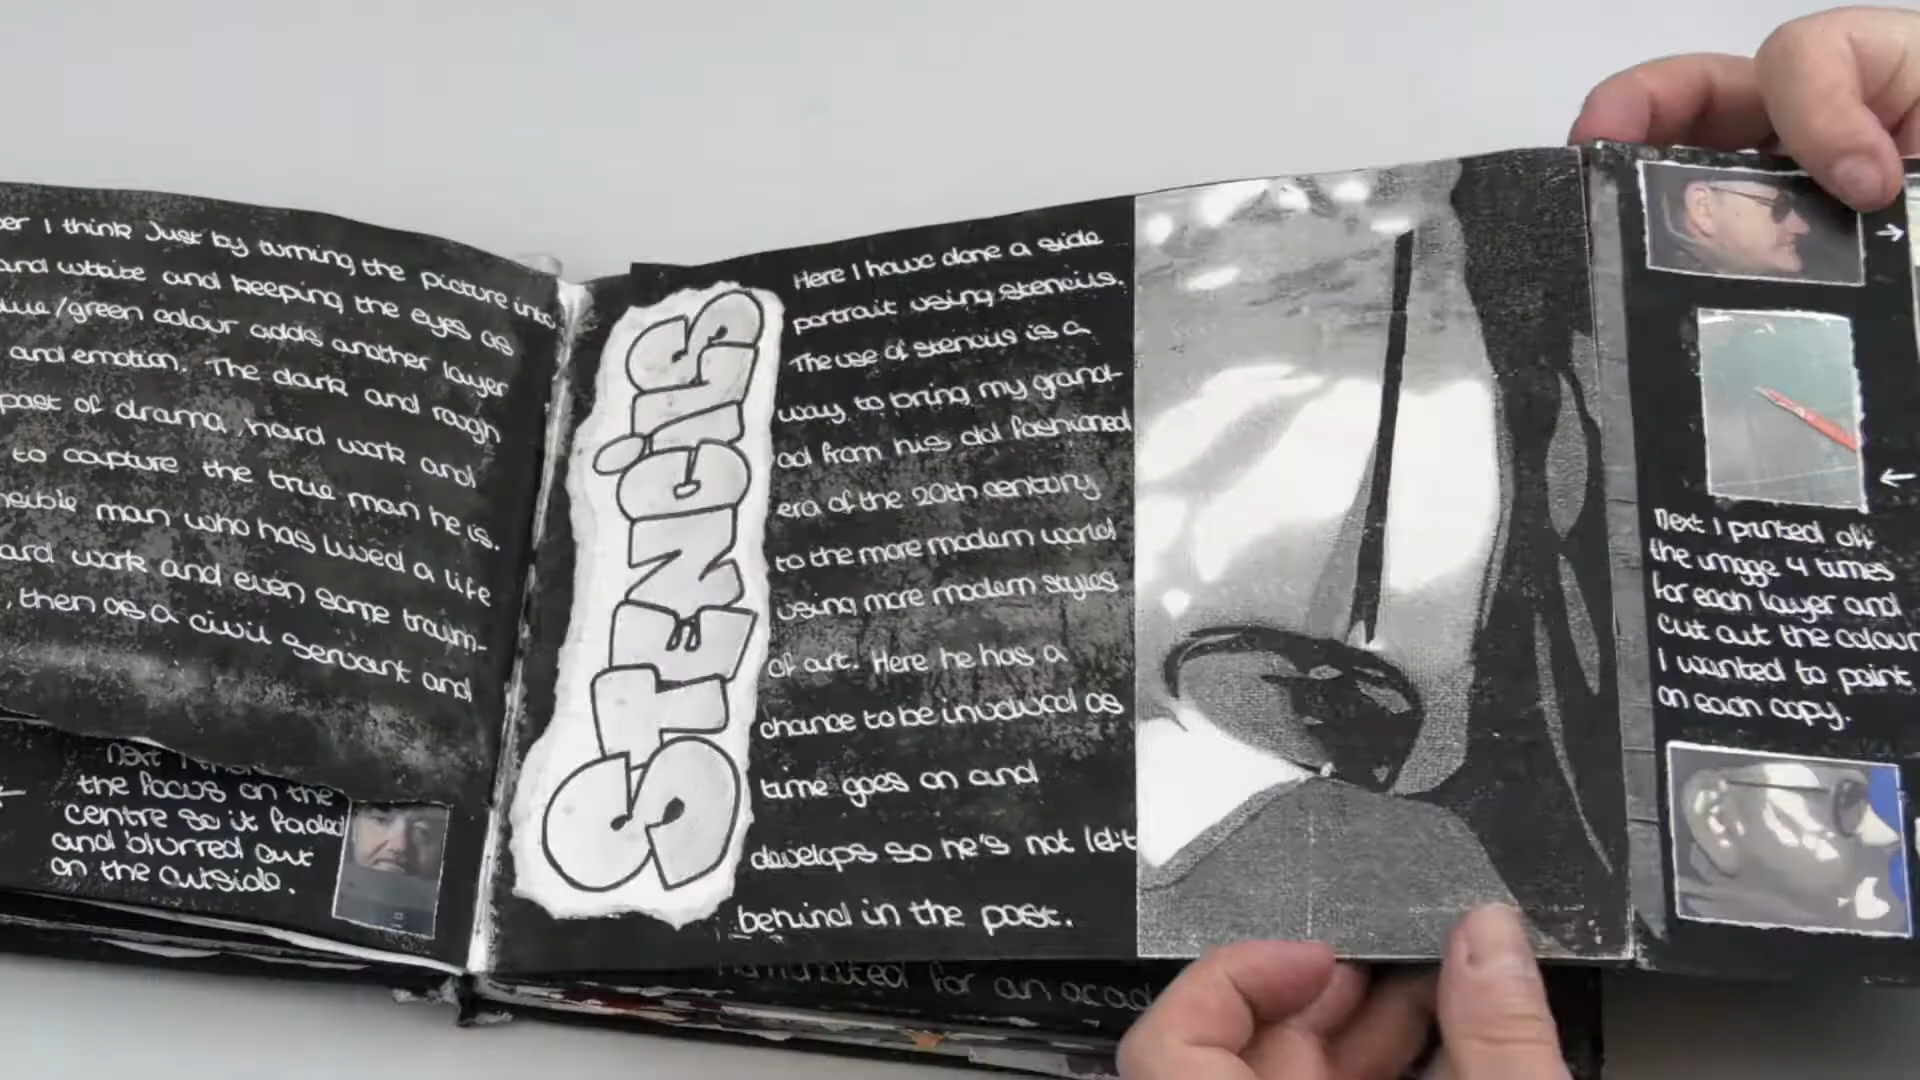 er I think Just by turning the picture into
and white and keeping the eyes as
blue/green colour adds another layer
and emotion. The dark and rough
past of drama, hard work and
to capture the true man he is.
nsible man who has lived a life
ard work and even some traum-
, then as a civil servant and
Next I
the focus on the
centre so it faded
and blurred out
on the outside.
STENCiLS
Here I have done a side
portrait using stencils.
The use of stencils is a
way to bring my grand-
ad from his old fashioned
era of the 20th century
to the more modern world
using more modern styles
of art. Here he has a
chance to be involved as
time goes on and
develops so he's not left
behind in the past.
for an acad
Next I printed off
the image 4 times
for each layer and
cut out the colour
I wanted to paint
on each copy.